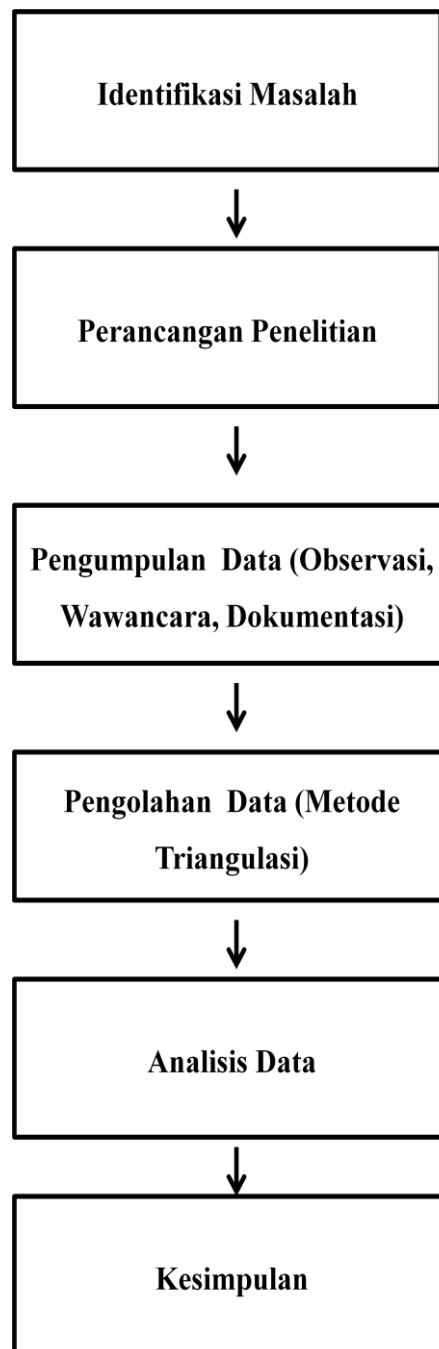 Identifikasi Masalah
Perancangan Penelitian
Pengumpulan Data (Observasi,
Wawancara, Dokumentasi)
Pengolahan Data (Metode
Triangulasi)
Analisis Data
Kesimpulan